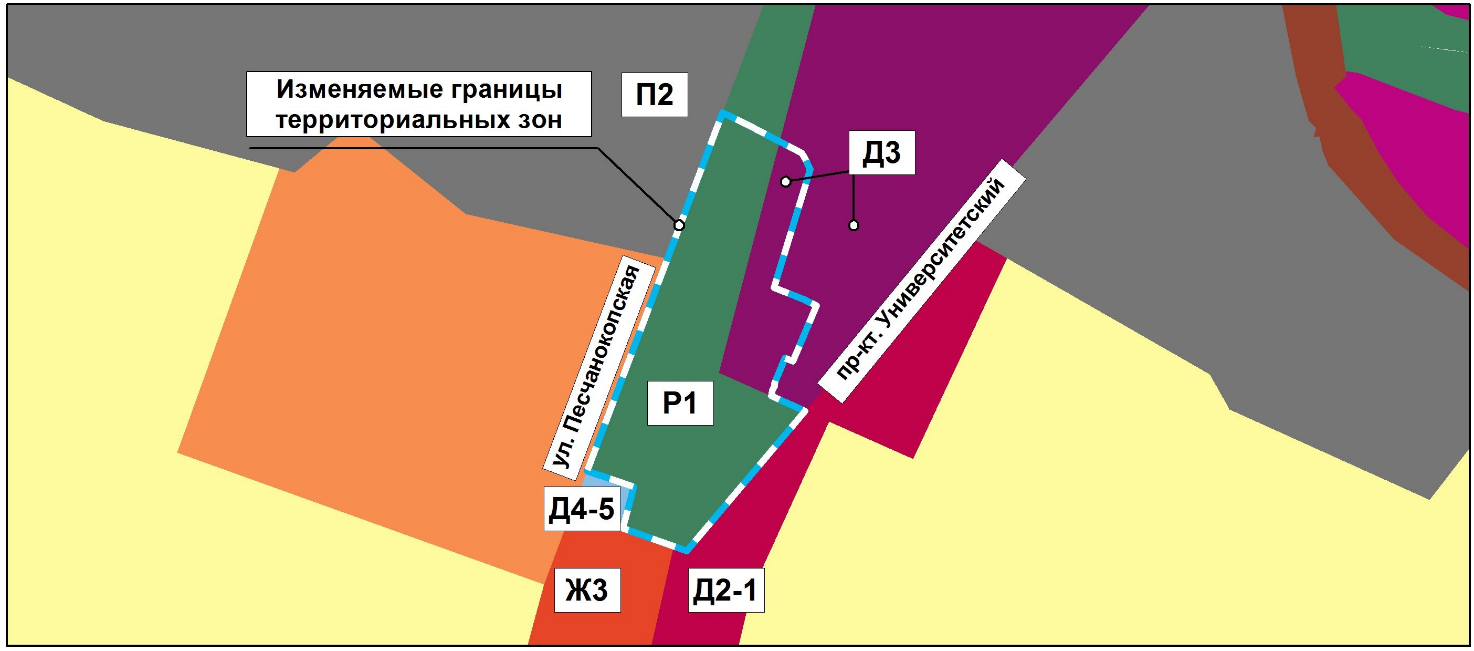 Изменяемые границы
территориальных зон
П2
Д3
пр-кт. Университетский
ул. Песчанокопская
Р1
Д4-5
Ж3
Д2-1